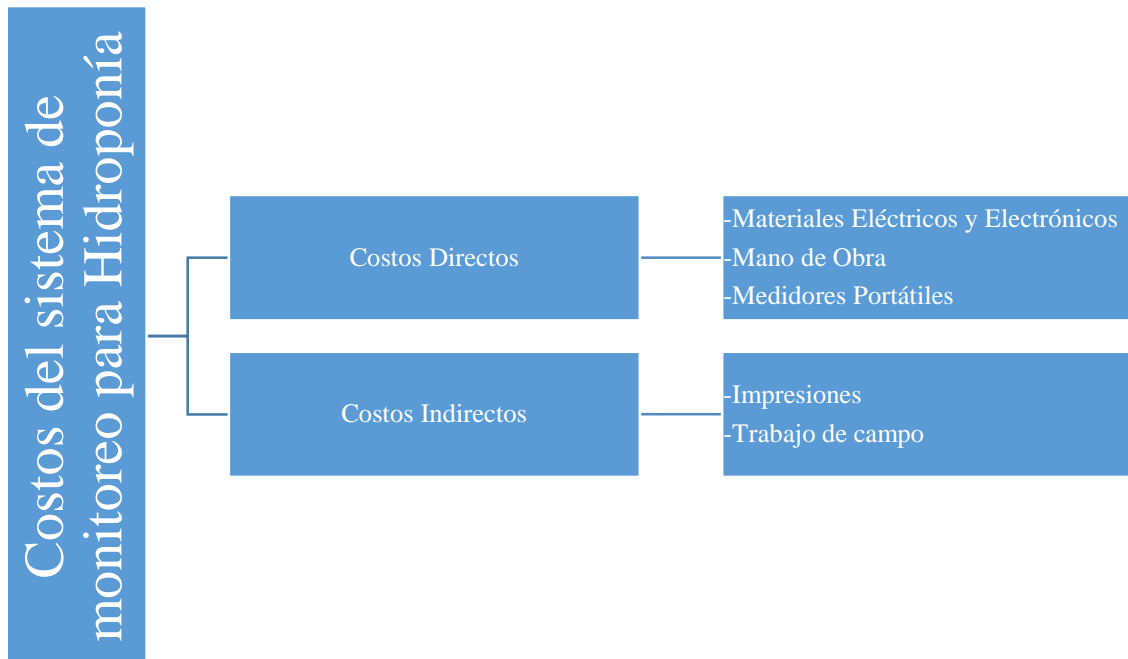 Costos del sistema de
monitoreo para Hidroponía
Costos Directos
-Materiales Eléctricos y Electrónicos
-Mano de Obra
-Medidores Portátiles
Costos Indirectos
-Impresiones
-Trabajo de campo